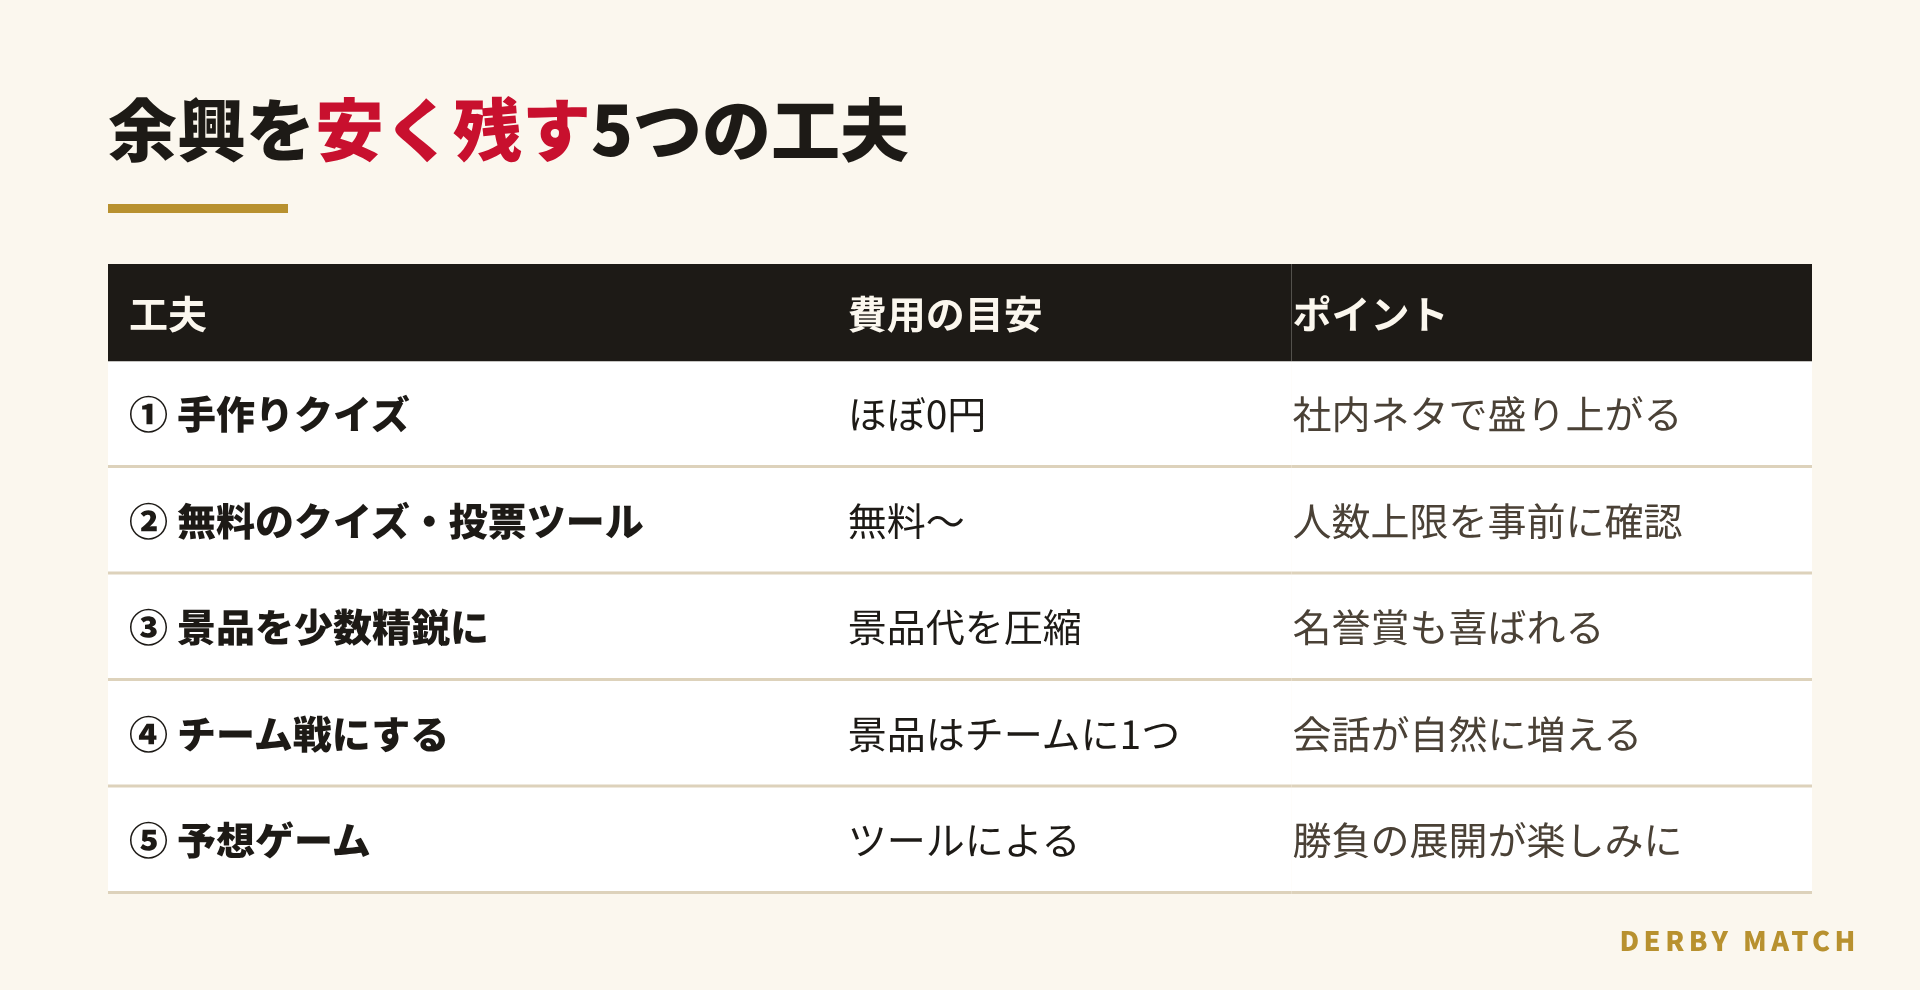 余興を安く残す5つの工夫
工夫 費用の目安 ポイント
① 手作りクイズ ほぼ0円 社内ネタで盛り上がる
② 無料のクイズ・投票ツール 無料〜 人数上限を事前に確認
③ 景品を少数精鋭に 景品代を圧縮 名誉賞も喜ばれる
④ チーム戦にする 景品はチームに1つ 会話が自然に増える
⑤ 予想ゲーム ツールによる 勝負の展開が楽しみに
DERBY MATCH